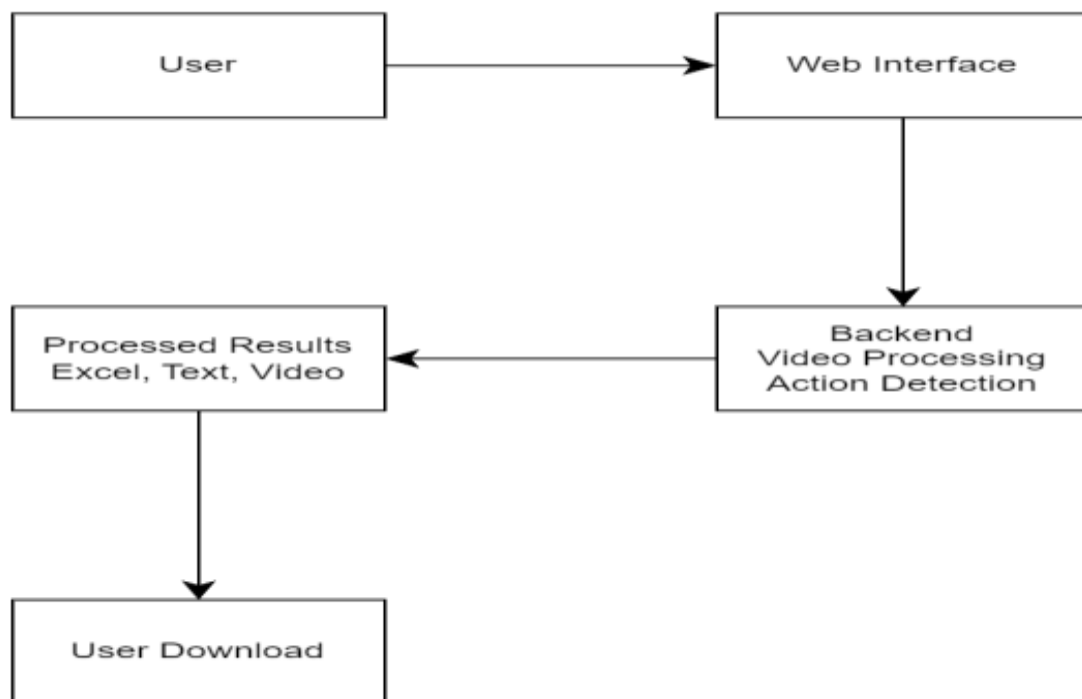 User
Web Interface
Backend
Video Processing
Action Detection
Processed Results
Excel, Text, Video
User Download